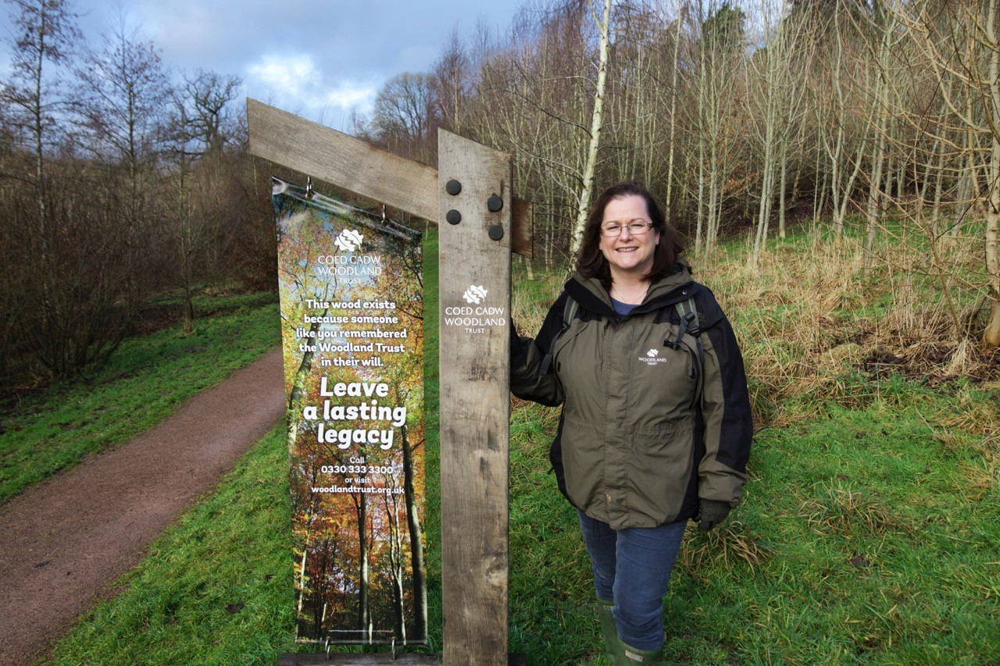 COED CADW
WOODLAND
TRUST
This wood exists
because someone
like you remembered
the Woodland Trust
in their will.
Leave
a lasting
legacy
Call
0330 333 3300
or visit
woodlandtrust.org.uk
COED CADW
WOODLAND
TRUST
WOODLAND
TRUST